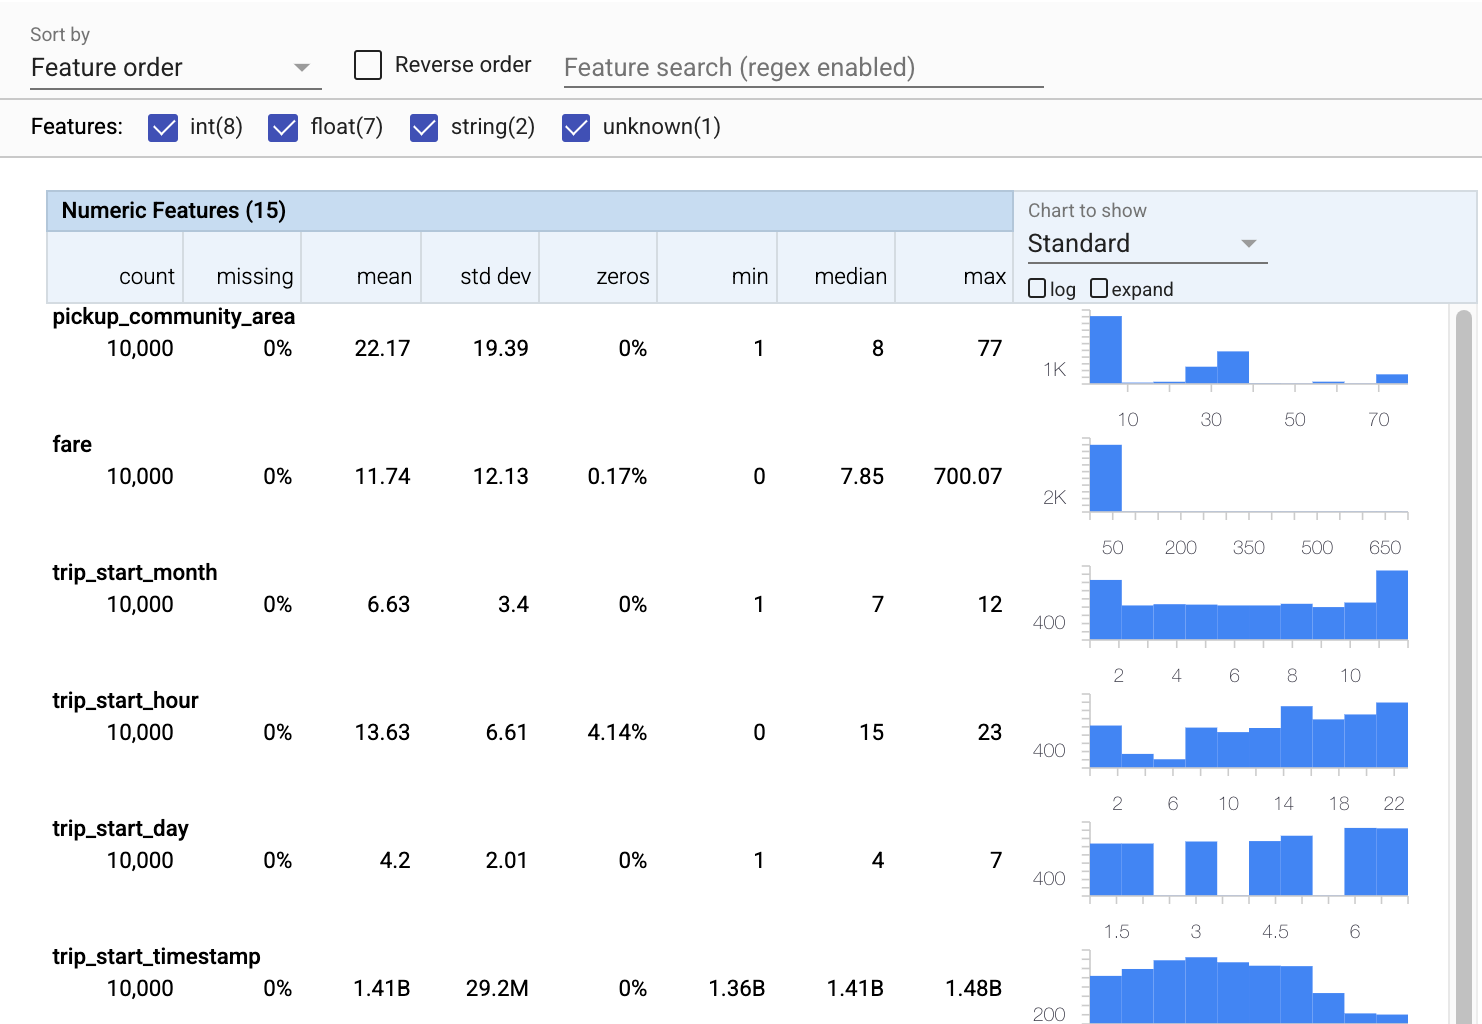 Sort by
Feature order
Reverse order
Feature search (regex enabled)
Features: int(8) float(7) string(2) unknown(1)
Numeric Features (15)
Chart to show
Standard
count missing mean std dev zeros min median max
log expand
pickup_community_area
10,000 0% 22.17 19.39 0% 1 8 77
1K
10 30 50 70
fare
10,000 0% 11.74 12.13 0.17% 0 7.85 700.07
2K
50 200 350 500 650
trip_start_month
10,000 0% 6.63 3.4 0% 1 7 12
400
2 4 6 8 10
trip_start_hour
10,000 0% 13.63 6.61 4.14% 0 15 23
400
2 6 10 14 18 22
trip_start_day
10,000 0% 4.2 2.01 0% 1 4 7
400
1.5 3 4.5 6
trip_start_timestamp
10,000 0% 1.41B 29.2M 0% 1.36B 1.41B 1.48B
200